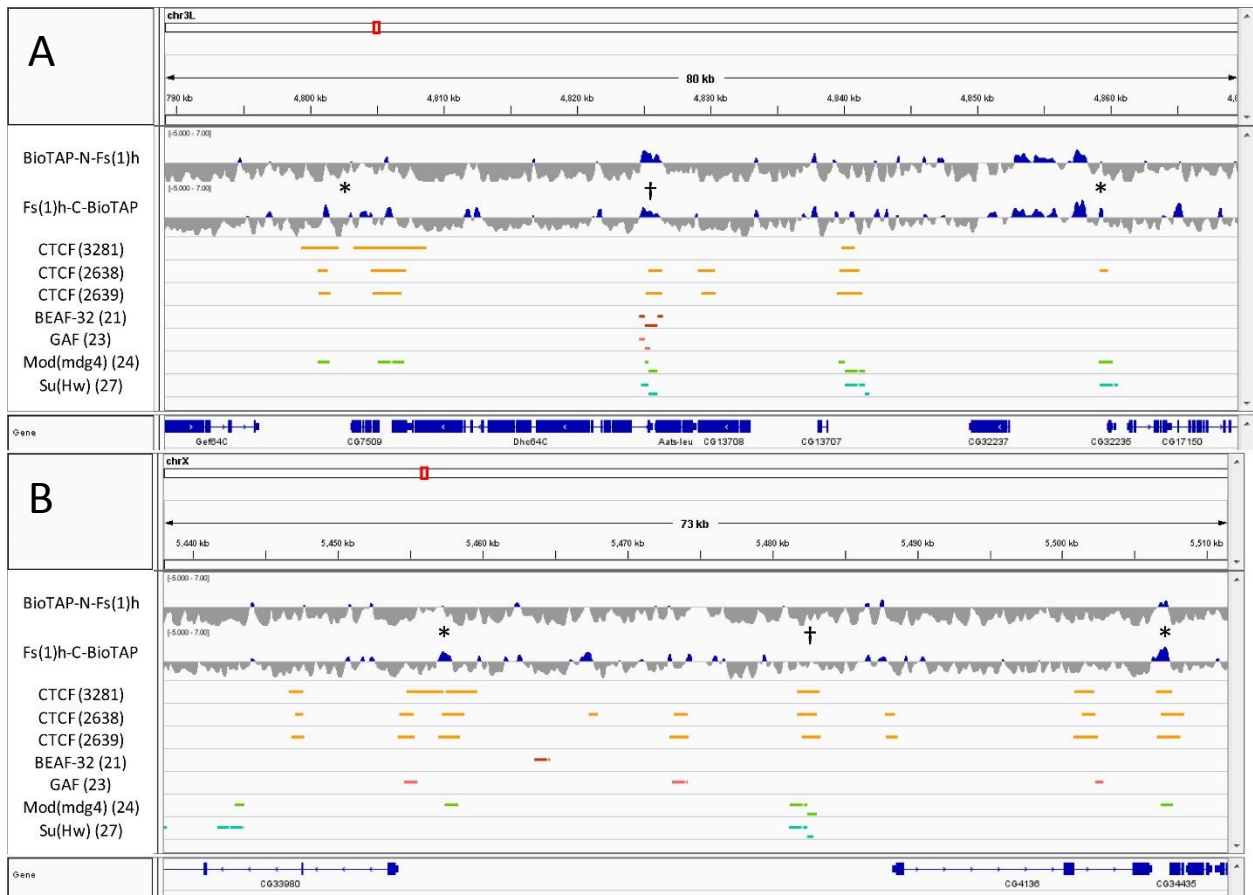 A
chr3L
80 kb
790 kb 4,800 kb 4,810 kb 4,820 kb 4,830 kb 4,840 kb 4,850 kb 4,860 kb 4,8
[-5.000 - 7.00]
BioTAP-N-Fs(1)h
[-5.000 - 7.00]
* † *
Fs(1)h-C-BioTAP
CTCF (3281)
CTCF (2638)
CTCF (2639)
BEAF-32 (21)
GAF (23)
Mod(mdg4) (24)
Su(Hw) (27)
Gene
Gef64C CG7509 Dhc64C Aats-leu CG13708 CG13707 CG32237 CG32235 CG17150
B
chrX
73 kb
5,440 kb 5,450 kb 5,460 kb 5,470 kb 5,480 kb 5,490 kb 5,500 kb 5,510 kb
[-5.000 - 7.00]
BioTAP-N-Fs(1)h
[-5.000 - 7.00]
* † *
Fs(1)h-C-BioTAP
CTCF (3281)
CTCF (2638)
CTCF (2639)
BEAF-32 (21)
GAF (23)
Mod(mdg4) (24)
Su(Hw) (27)
Gene
CG33980 CG4136 CG34435